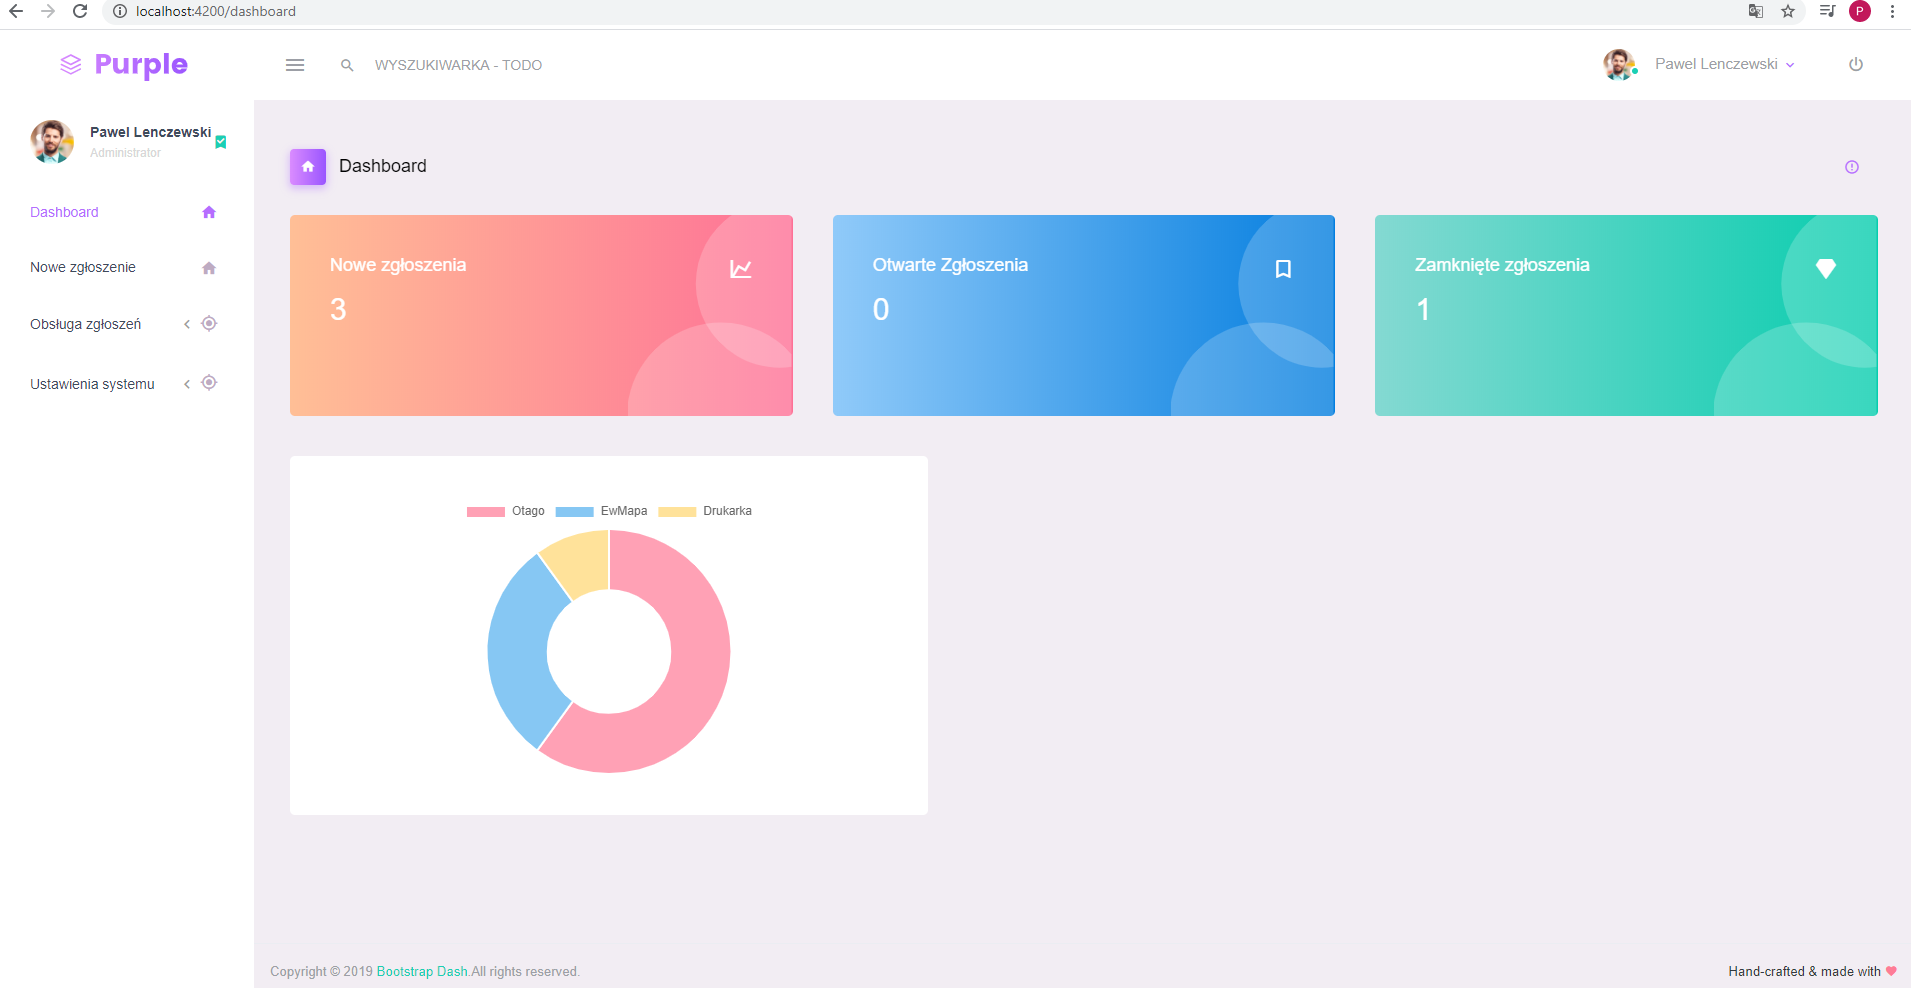 localhost:4200/dashboard
P
Purple
WYSZUKIWARKA - TODO
Pawel Lenczewski
Pawel Lenczewski
Administrator
Dashboard
Nowe zgłoszenie
Obsługa zgłoszeń
Ustawienia systemu
Dashboard
Nowe zgłoszenia
3
Otwarte Zgłoszenia
0
Zamknięte zgłoszenia
1
Otago EwMapa Drukarka
Copyright © 2019 Bootstrap Dash.All rights reserved.
Hand-crafted & made with